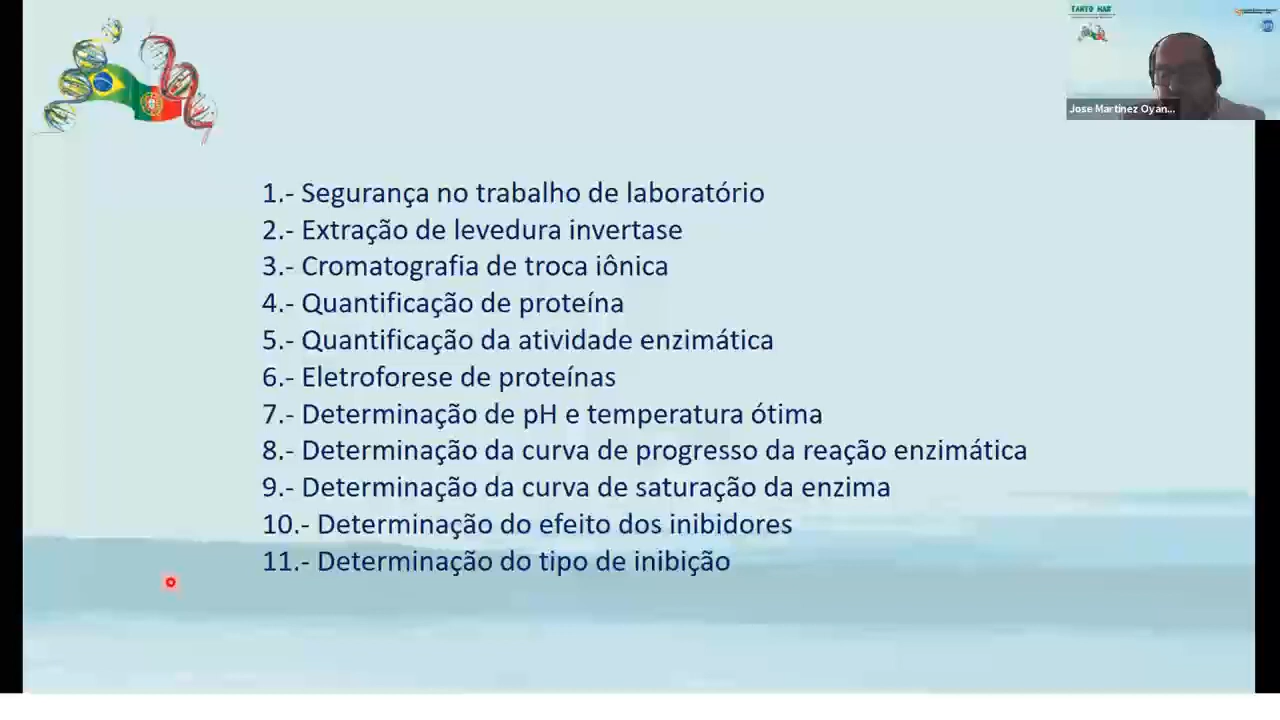 TANTO MAR
Jose Martinez Oyan...
1.- Segurança no trabalho de laboratório
2.- Extração de levedura invertase
3.- Cromatografia de troca iônica
4.- Quantificação de proteína
5.- Quantificação da atividade enzimática
6.- Eletroforese de proteínas
7.- Determinação de pH e temperatura ótima
8.- Determinação da curva de progresso da reação enzimática
9.- Determinação da curva de saturação da enzima
10.- Determinação do efeito dos inibidores
11.- Determinação do tipo de inibição